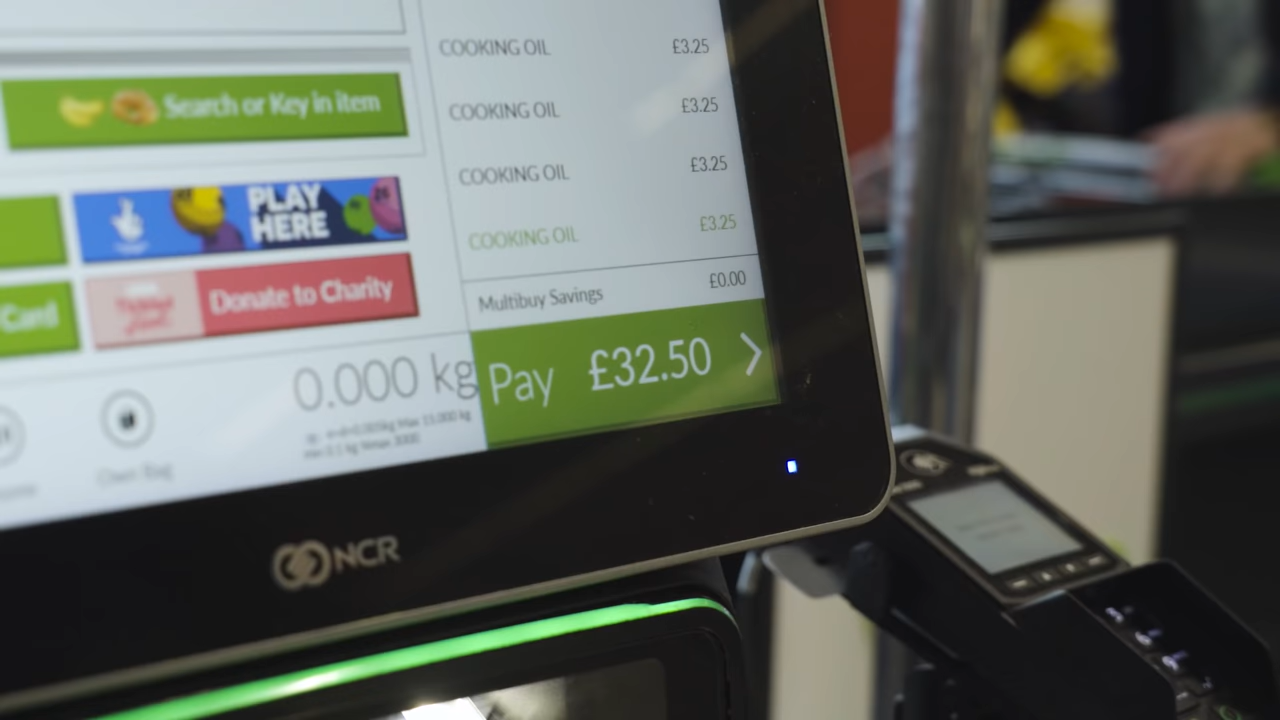 COOKING OIL £3.25
COOKING OIL £3.25
COOKING OIL £3.25
COOKING OIL £3.25
Multibuy Savings £0.00
Pay £32.50
Search or Key in item
PLAY HERE
Donate to Charity
Card
0.000 kg
Own Bag
NCR